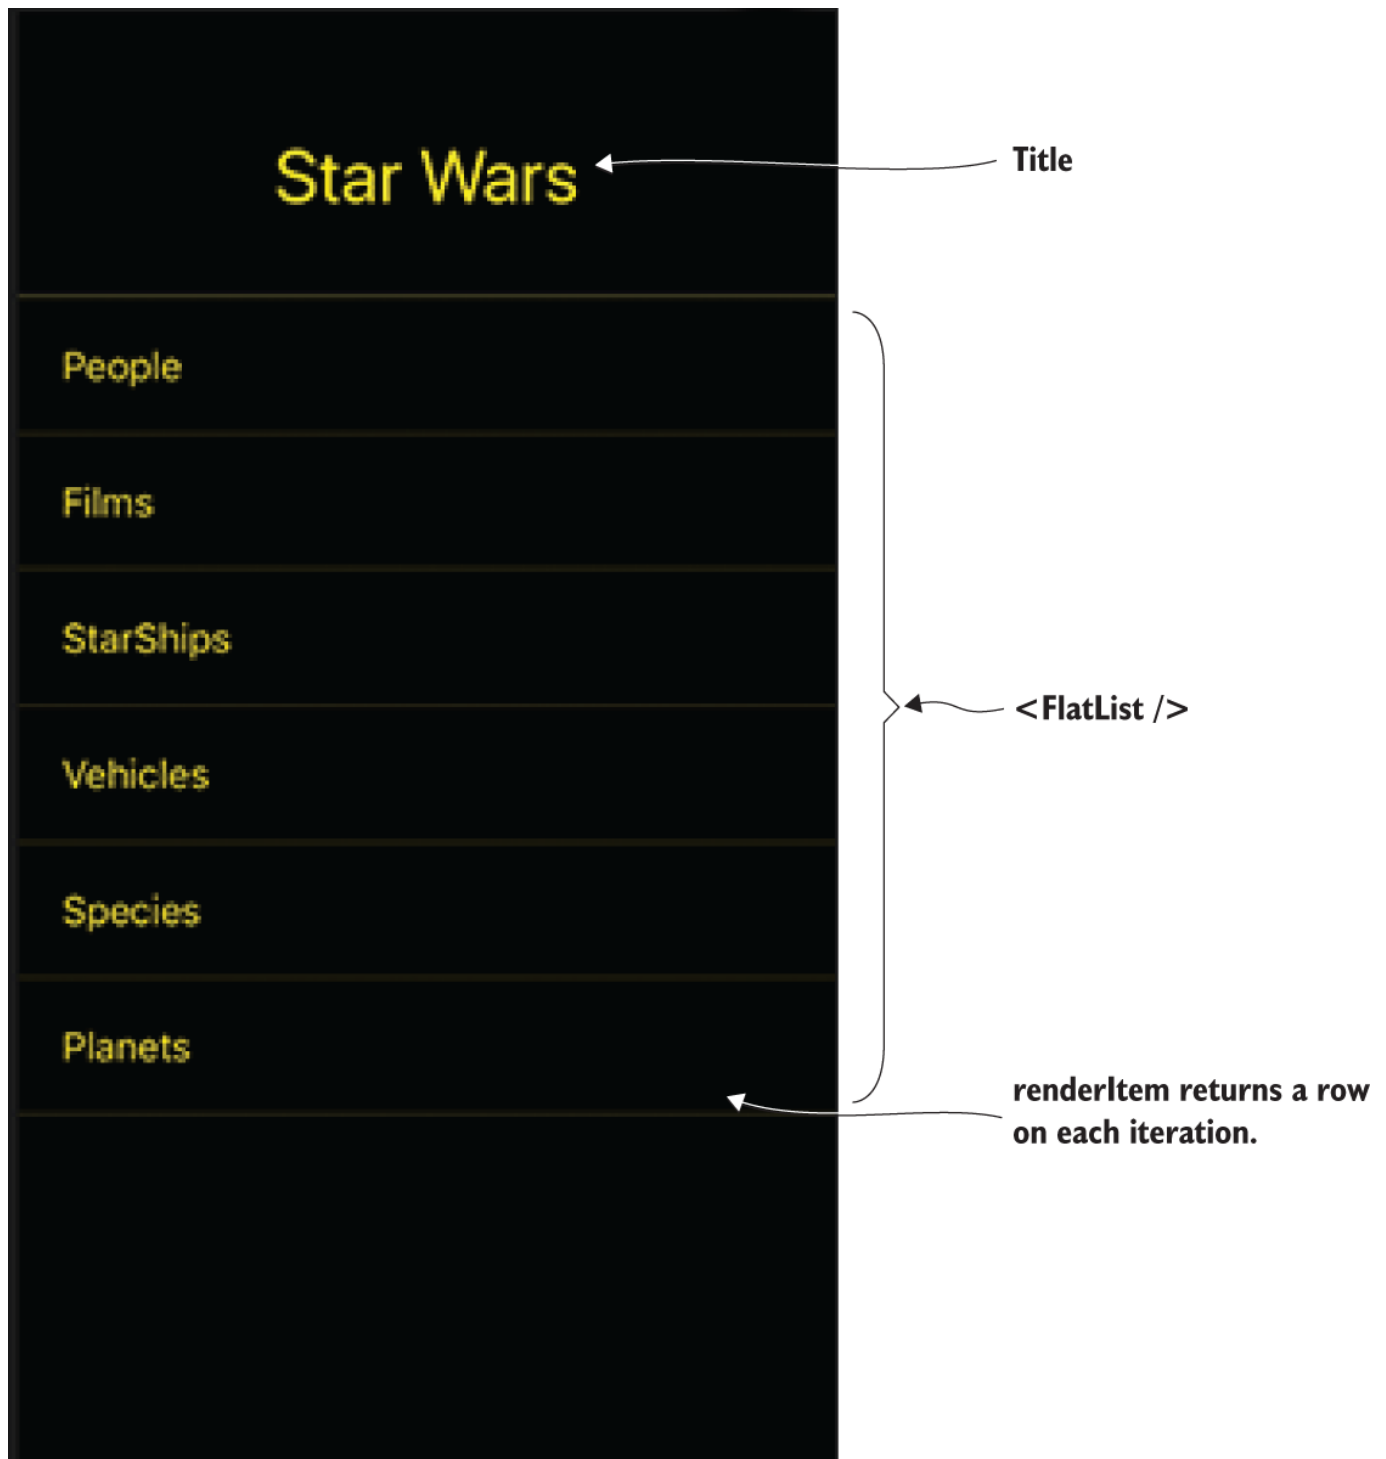 Star Wars
Title
People
Films
StarShips
<FlatList />
Vehicles
Species
Planets
renderItem returns a row
on each iteration.